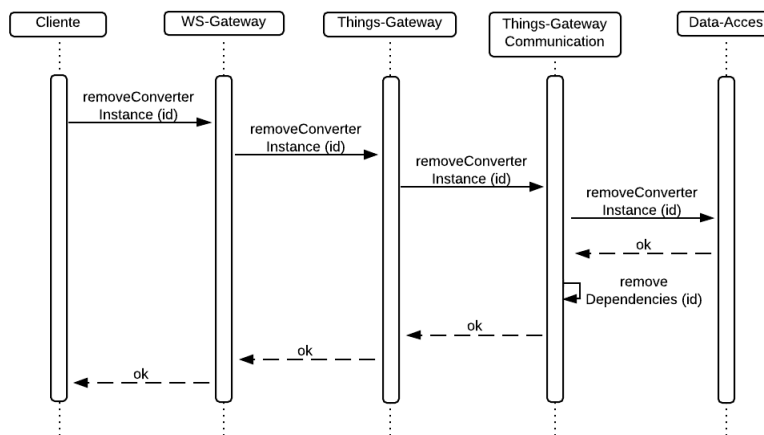 Cliente
WS-Gateway
Things-Gateway
Things-Gateway
Communication
Data-Acces
removeConverter
Instance (id)
removeConverter
Instance (id)
removeConverter
Instance (id)
removeConverter
Instance (id)
ok
remove
Dependencies (id)
ok
ok
ok